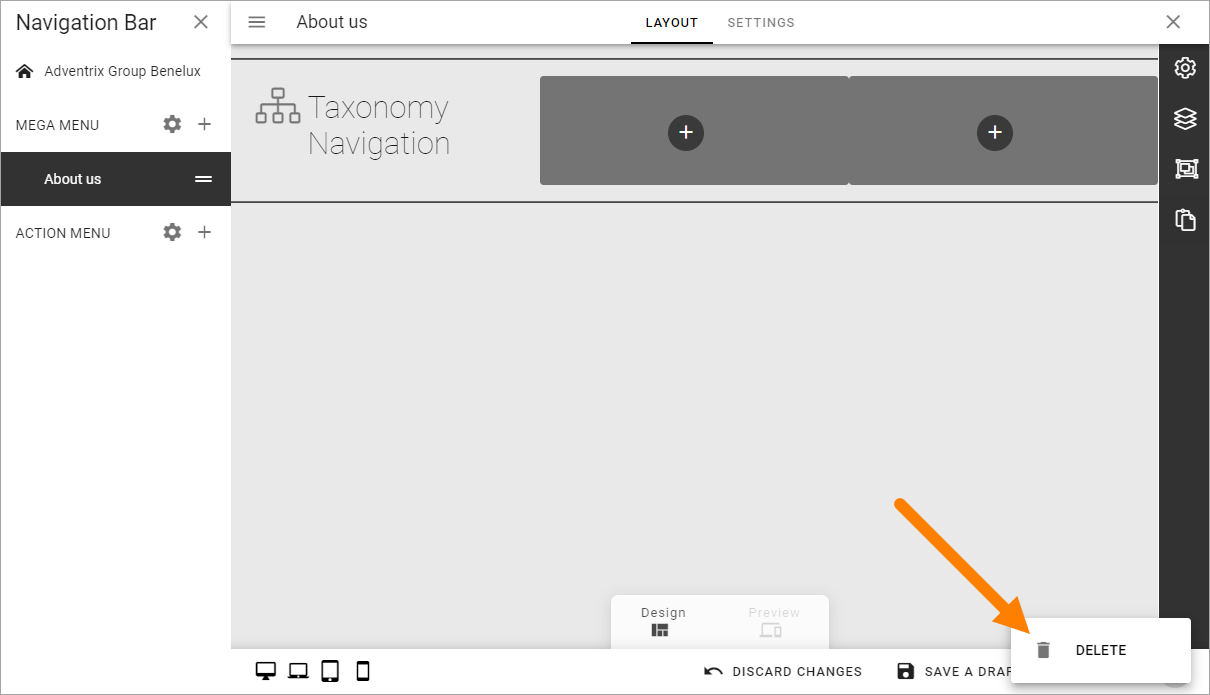 Navigation Bar
About us
LAYOUT
SETTINGS
Adventrix Group Benelux
MEGA MENU
About us
ACTION MENU
Taxonomy
Navigation
Design
Preview
DISCARD CHANGES
SAVE A DRAF
DELETE